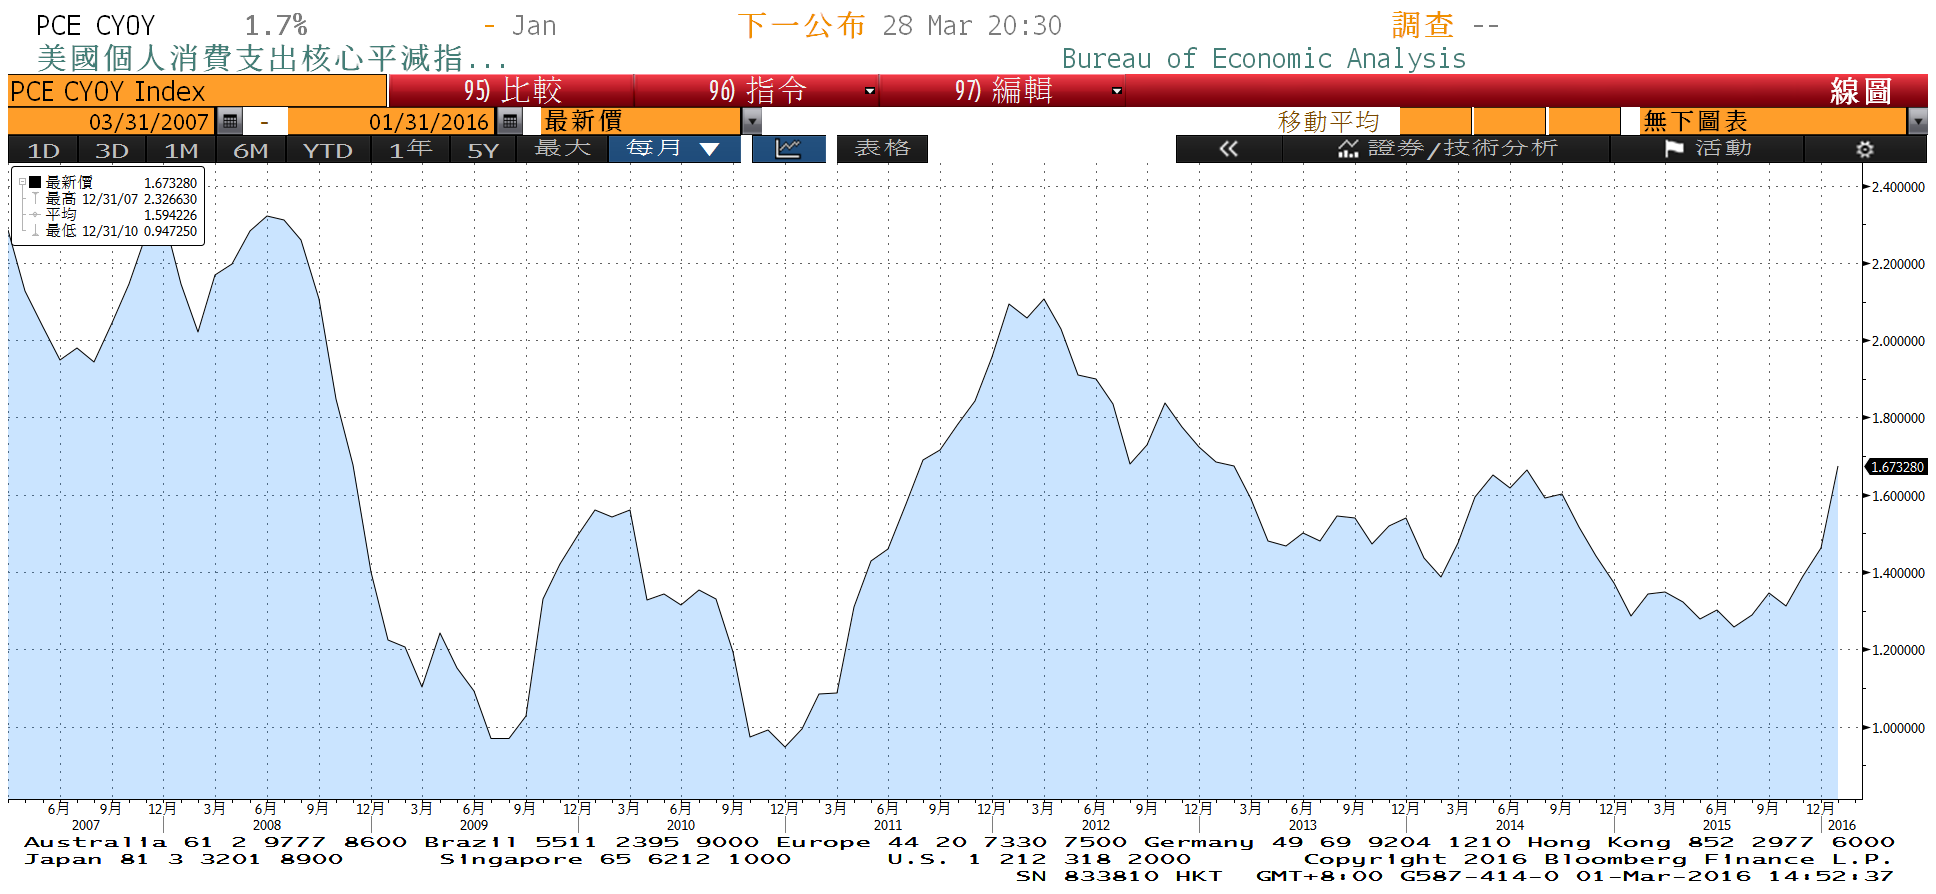 PCE CYOY 1.7% - Jan 下一公布 28 Mar 20:30 調查 --
美國個人消費支出核心平減指... Bureau of Economic Analysis
PCE CYOY Index 95) 比較 96) 指令 97) 編輯 線圖
03/31/2007 - 01/31/2016 最新價 移動平均 無下圖表
1D 3D 1M 6M YTD 1年 5Y 最大 每月 ▼ 表格 « 證券/技術分析 活動
最新價 1.673280
最高 12/31/07 2.326630
平均 1.594226
最低 12/31/10 0.947250
2.400000
2.200000
2.000000
1.800000
1.673280
1.600000
1.400000
1.200000
1.000000
6月 9月 12月 3月 6月 9月 12月 3月 6月 9月 12月 3月 6月 9月 12月 3月 6月 9月 12月 3月 6月 9月 12月 3月 6月 9月 12月 3月 6月 9月 12月 3月 6月 9月 12月
2007 2008 2009 2010 2011 2012 2013 2014 2015 2016
Australia 61 2 9777 8600 Brazil 5511 2395 9000 Europe 44 20 7330 7500 Germany 49 69 9204 1210 Hong Kong 852 2977 6000
Japan 81 3 3201 8900 Singapore 65 6212 1000 U.S. 1 212 318 2000 Copyright 2016 Bloomberg Finance L.P.
SN 833810 HKT GMT+8:00 G587-414-0 01-Mar-2016 14:52:37